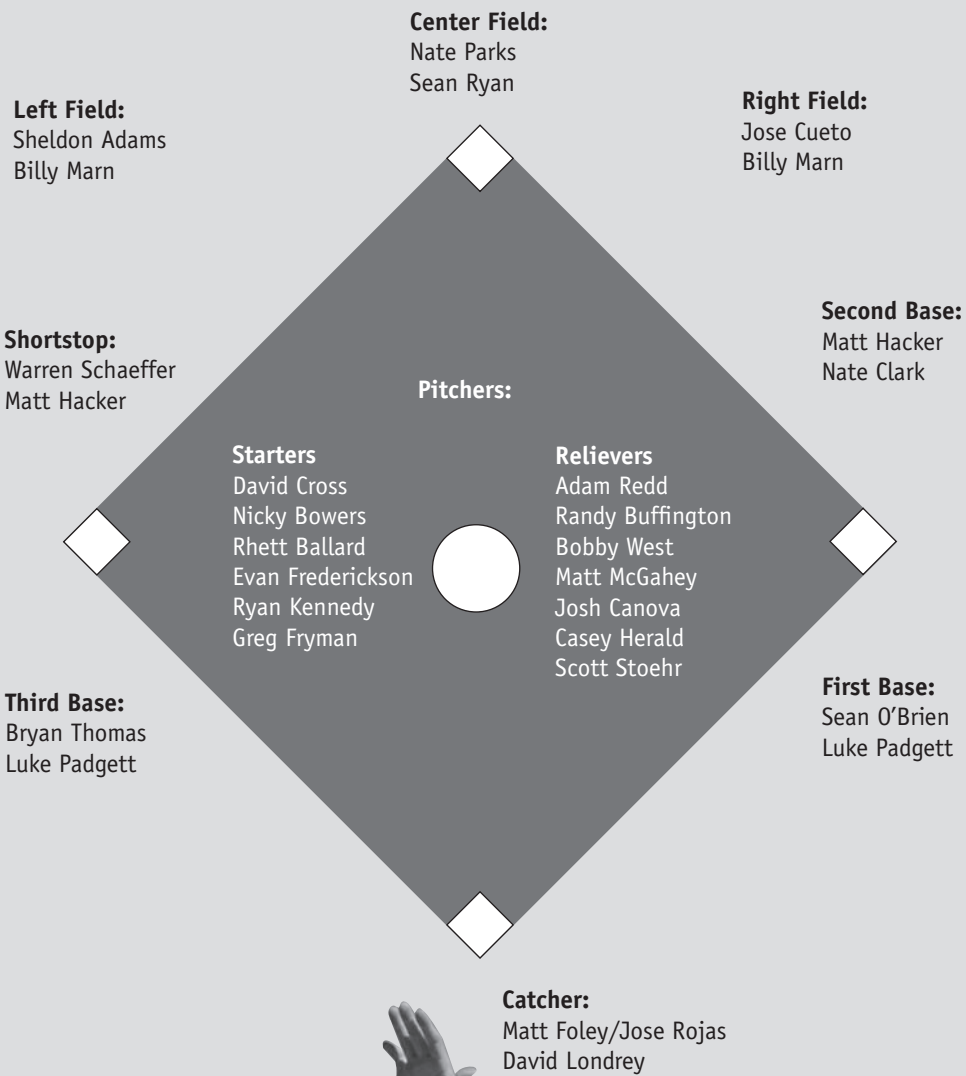 Center Field:
Nate Parks
Sean Ryan
Left Field:
Sheldon Adams
Billy Marn
Right Field:
Jose Cueto
Billy Marn
Shortstop:
Warren Schaeffer
Matt Hacker
Second Base:
Matt Hacker
Nate Clark
Pitchers:
Starters
David Cross
Nicky Bowers
Rhett Ballard
Evan Frederickson
Ryan Kennedy
Greg Fryman
Relievers
Adam Redd
Randy Buffington
Bobby West
Matt McGahey
Josh Canova
Casey Herald
Scott Stoehr
Third Base:
Bryan Thomas
Luke Padgett
First Base:
Sean O'Brien
Luke Padgett
Catcher:
Matt Foley/Jose Rojas
David Londrey